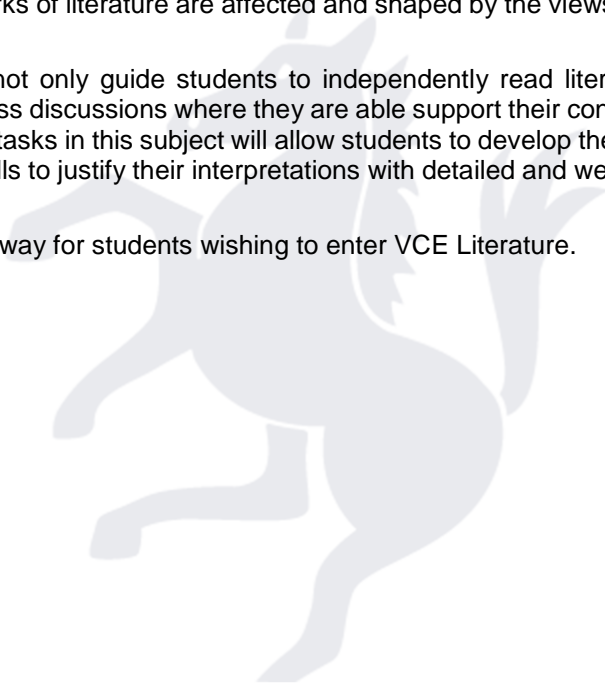 rks of literature are affected and shaped by the views
not only guide students to independently read liter
ss discussions where they are able support their con
tasks in this subject will allow students to develop the
lls to justify their interpretations with detailed and we
way for students wishing to enter VCE Literature.